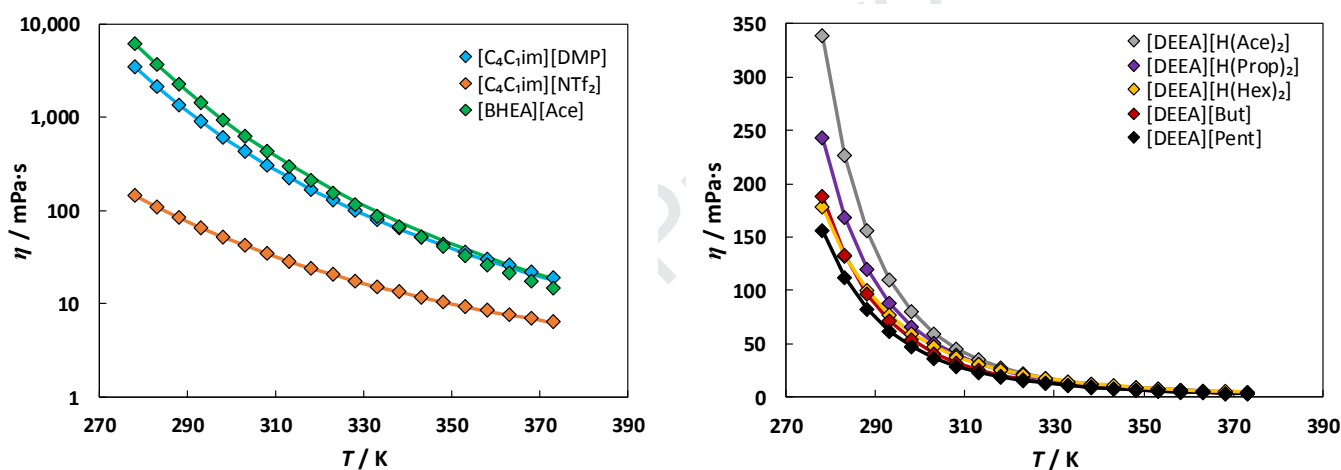 10,000
1,000
100
10
1
η / mPa·s
[C₄C₁im][DMP]
[C₄C₁im][NTf₂]
[BHEA][Ace]
270 290 310 330 350 370 390
T / K
350
300
250
200
150
100
50
0
η / mPa·s
[DEEA][H(Ace)₂]
[DEEA][H(Prop)₂]
[DEEA][H(Hex)₂]
[DEEA][But]
[DEEA][Pent]
270 290 310 330 350 370 390
T / K